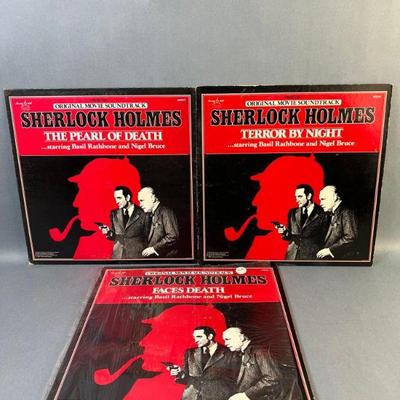 ORIGINAL MOVIE SOUNDTRACK
SHERLOCK HOLMES
THE PEARL OF DEATH
...starring Basil Rathbone and Nigel Bruce
ORIGINAL MOVIE SOUNDTRACK
SHERLOCK HOLMES
TERROR BY NIGHT
...starring Basil Rathbone and Nigel Bruce
ORIGINAL MOVIE SOUNDTRACK
SHERLOCK HOLMES
FACES DEATH
...starring Basil Rathbone and Nigel Bruce